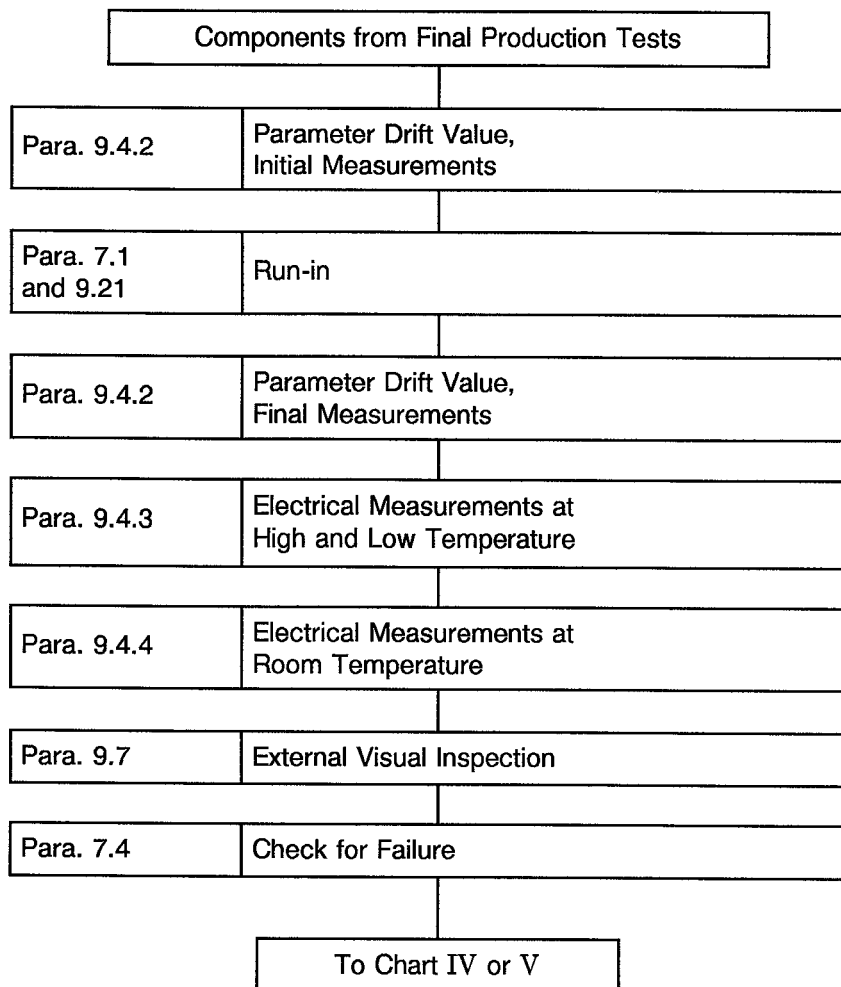 Components from Final Production Tests
Para. 9.4.2
Parameter Drift Value,
Initial Measurements
Para. 7.1
and 9.21
Run-in
Para. 9.4.2
Parameter Drift Value,
Final Measurements
Para. 9.4.3
Electrical Measurements at
High and Low Temperature
Para. 9.4.4
Electrical Measurements at
Room Temperature
Para. 9.7
External Visual Inspection
Para. 7.4
Check for Failure
To Chart IV or V